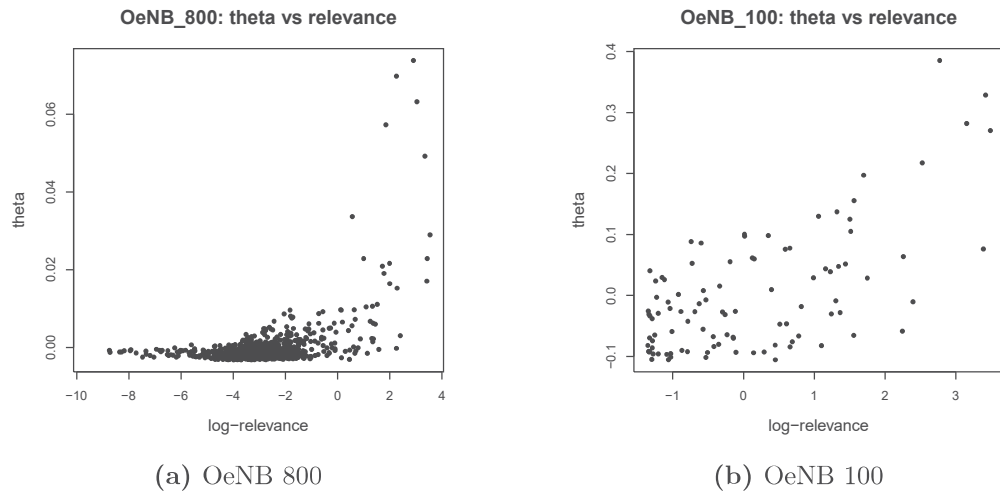 OeNB_800: theta vs relevance
theta
0.00
0.02
0.04
0.06
−10
−8
−6
−4
−2
0
2
4
log−relevance
(a) OeNB 800
OeNB_100: theta vs relevance
theta
−0.1
0.0
0.1
0.2
0.3
0.4
−1
0
1
2
3
log−relevance
(b) OeNB 100